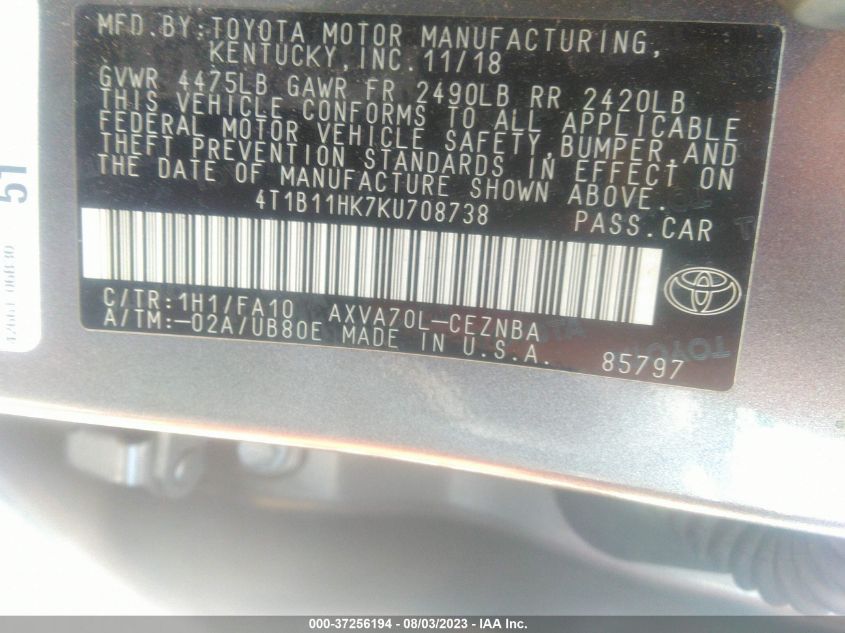 MFD. BY: TOYOTA MOTOR MANUFACTURING,
KENTUCKY, INC. 11/18
GVWR 4475LB GAWR FR 2490LB RR 2420LB
THIS VEHICLE CONFORMS TO ALL APPLICABLE
FEDERAL MOTOR VEHICLE SAFETY, BUMPER AND
THEFT PREVENTION STANDARDS IN EFFECT ON
THE DATE OF MANUFACTURE SHOWN ABOVE.
4T1B11HK7KU708738 PASS. CAR
C/TR: 1H1/FA10 AXVA70L-CEZNBA
A/TM: -02A/UB80E MADE IN U.S.A. 85797
51
000-37256194 - 08/03/2023 - IAA Inc.